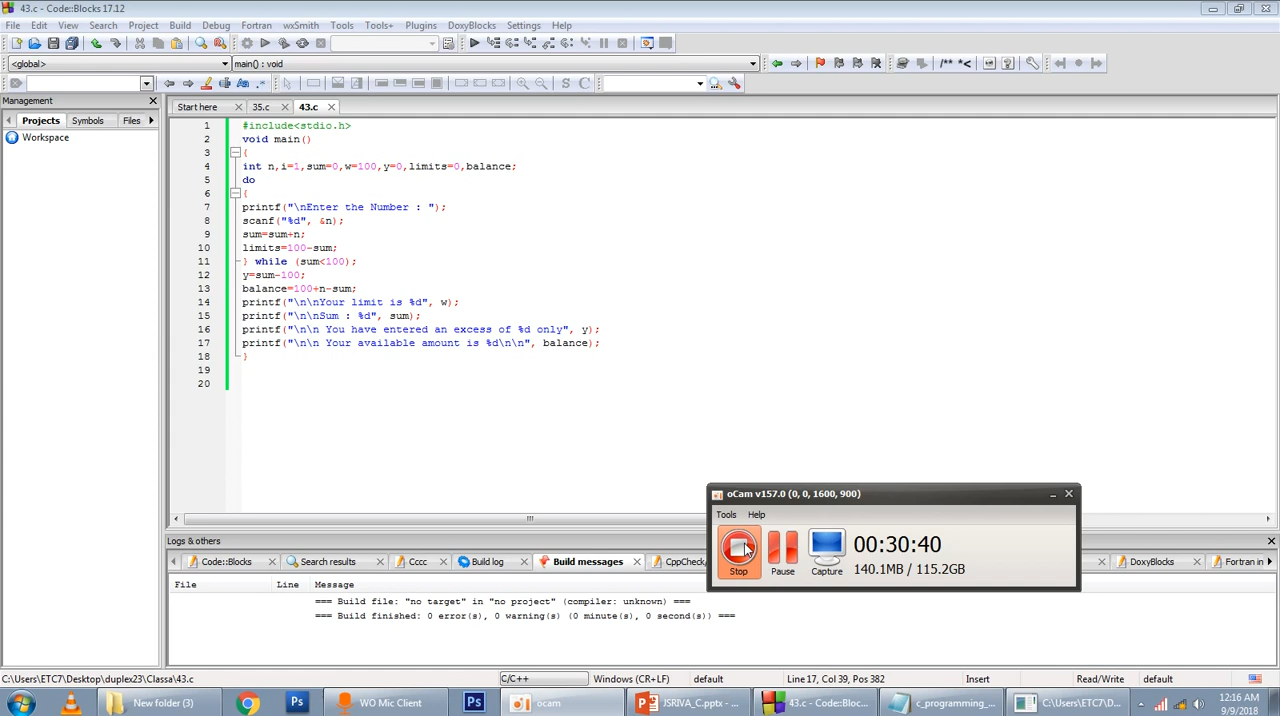 43.c - Code::Blocks 17.12
File Edit View Search Project Build Debug Fortran wxSmith Tools Tools+ Plugins DoxyBlocks Settings Help
<global> main() : void
S C
Management
Projects Symbols Files
Workspace
Start here 35.c 43.c
1 #include<stdio.h>
2 void main()
3 {
4 int n,i=1,sum=0,w=100,y=0,limits=0,balance;
5 do
6 {
7 printf("\nEnter the Number : ");
8 scanf("%d", &n);
9 sum=sum+n;
10 limits=100-sum;
11 } while (sum<100);
12 y=sum-100;
13 balance=100+n-sum;
14 printf("\n\nYour limit is %d", w);
15 printf("\n\nSum : %d", sum);
16 printf("\n\n You have entered an excess of %d only", y);
17 printf("\n\n Your available amount is %d\n\n", balance);
18 }
19
20
oCam v157.0 (0, 0, 1600, 900)
Tools Help
Stop Pause Capture
00:30:40
140.1MB / 115.2GB
Logs & others
Code::Blocks Search results Cccc Build log Build messages CppCheck/ DoxyBlocks Fortran in
File Line Message
=== Build file: "no target" in "no project" (compiler: unknown) ===
=== Build finished: 0 error(s), 0 warning(s) (0 minute(s), 0 second(s)) ===
C:\Users\ETC7\Desktop\duplex23\Classa\43.c C/C++ Windows (CR+LF) default Line 17, Col 39, Pos 382 Insert Read/Write default
New folder (3) Ps WO Mic Client Ps ocam JSRIVA_C.pptx - ... 43.c - Code::Bloc... c_programming_... C:\Users\ETC7\D...
12:16 AM
9/9/2018